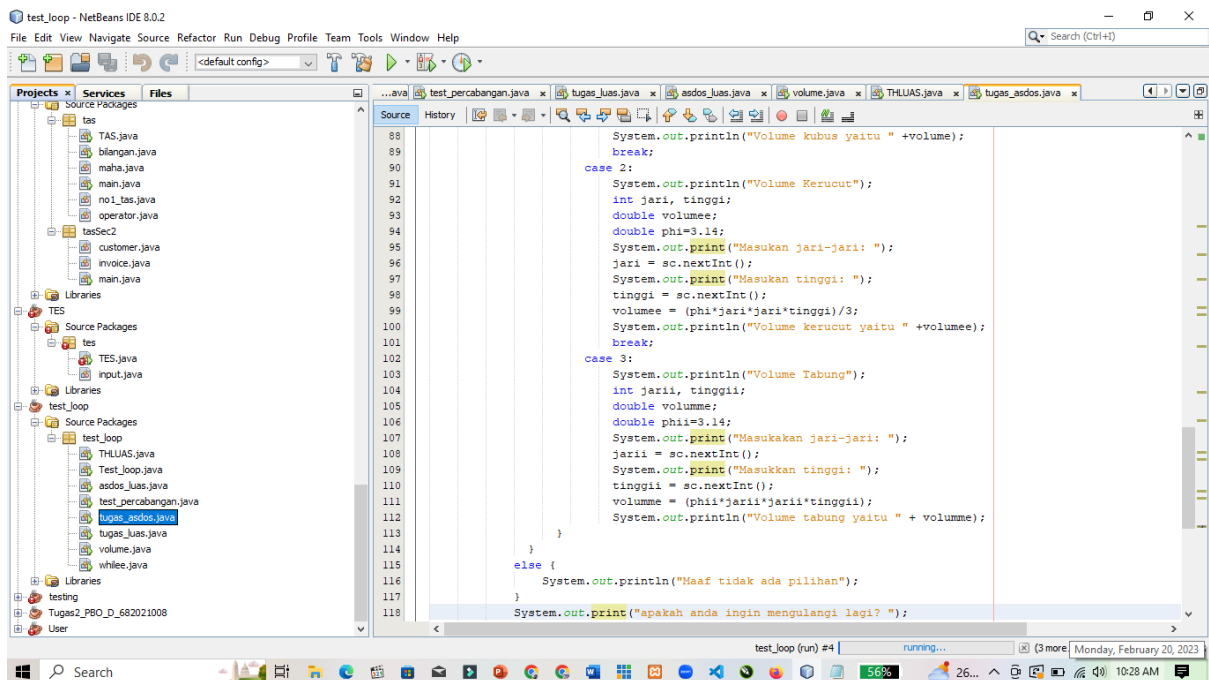 test_loop - NetBeans IDE 8.0.2
File Edit View Navigate Source Refactor Run Debug Profile Team Tools Window Help
Search (Ctrl+I)
<default config>
Projects x Services Files
Source Packages
tas
TAS.java
bilangan.java
maha.java
main.java
no1_tas.java
operator.java
tasSec2
customer.java
invoice.java
main.java
Libraries
TES
Source Packages
tes
TES.java
input.java
Libraries
test_loop
Source Packages
test_loop
THLUAS.java
Test_loop.java
asdos_luas.java
test_percabangan.java
tugas_asdos.java
tugas_luas.java
volume.java
whilee.java
Libraries
testing
Tugas2_PBO_D_682021008
User
...ava test_percabangan.java x tugas_luas.java x asdos_luas.java x volume.java x THLUAS.java x tugas_asdos.java x
Source History
88 System.out.println("Volume kubus yaitu " +volume);
89 break;
90 case 2:
91 System.out.println("Volume Kerucut");
92 int jari, tinggi;
93 double volumee;
94 double phi=3.14;
95 System.out.print("Masukan jari-jari: ");
96 jari = sc.nextInt();
97 System.out.print("Masukan tinggi: ");
98 tinggi = sc.nextInt();
99 volumee = (phi*jari*jari*tinggi)/3;
100 System.out.println("Volume kerucut yaitu " +volumee);
101 break;
102 case 3:
103 System.out.println("Volume Tabung");
104 int jarii, tinggii;
105 double volumme;
106 double phii=3.14;
107 System.out.print("Masukakan jari-jari: ");
108 jarii = sc.nextInt();
109 System.out.print("Masukkan tinggi: ");
110 tinggii = sc.nextInt();
111 volumme = (phii*jarii*jarii*tinggii);
112 System.out.println("Volume tabung yaitu " + volumme);
113 }
114 }
115 else {
116 System.out.println("Maaf tidak ada pilihan");
117 }
118 System.out.print("apakah anda ingin mengulangi lagi? ");
test_loop (run) #4 running... (3 more
Monday, February 20, 2023
Search
56% 26... 10:28 AM